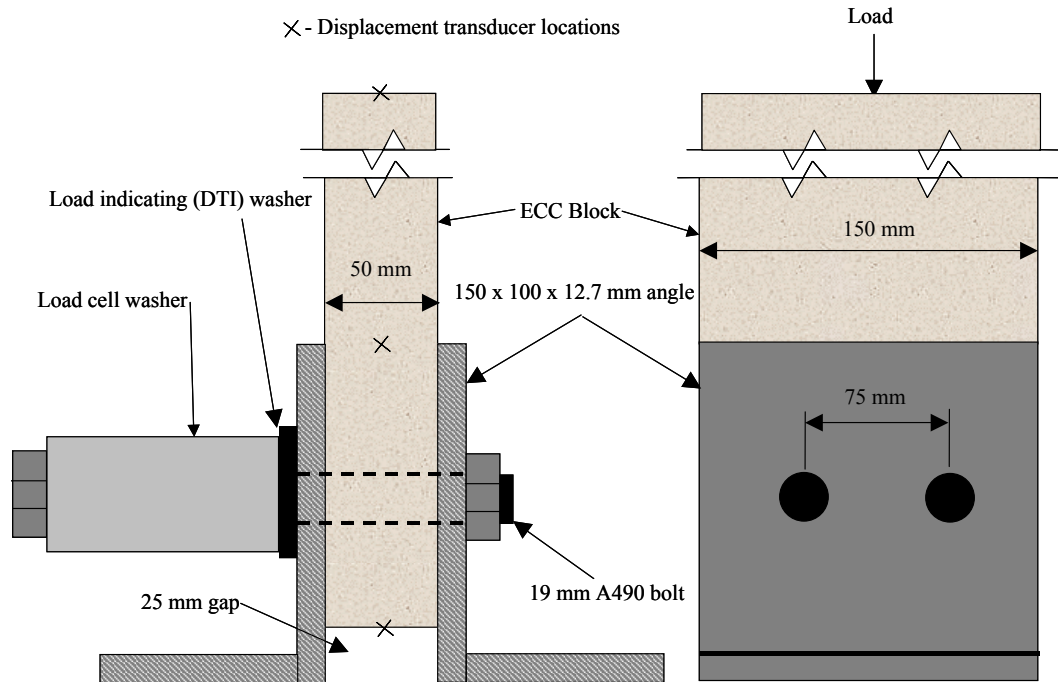 X - Displacement transducer locations
Load
Load indicating (DTI) washer
ECC Block
150 mm
50 mm
Load cell washer
150 x 100 x 12.7 mm angle
75 mm
25 mm gap
19 mm A490 bolt